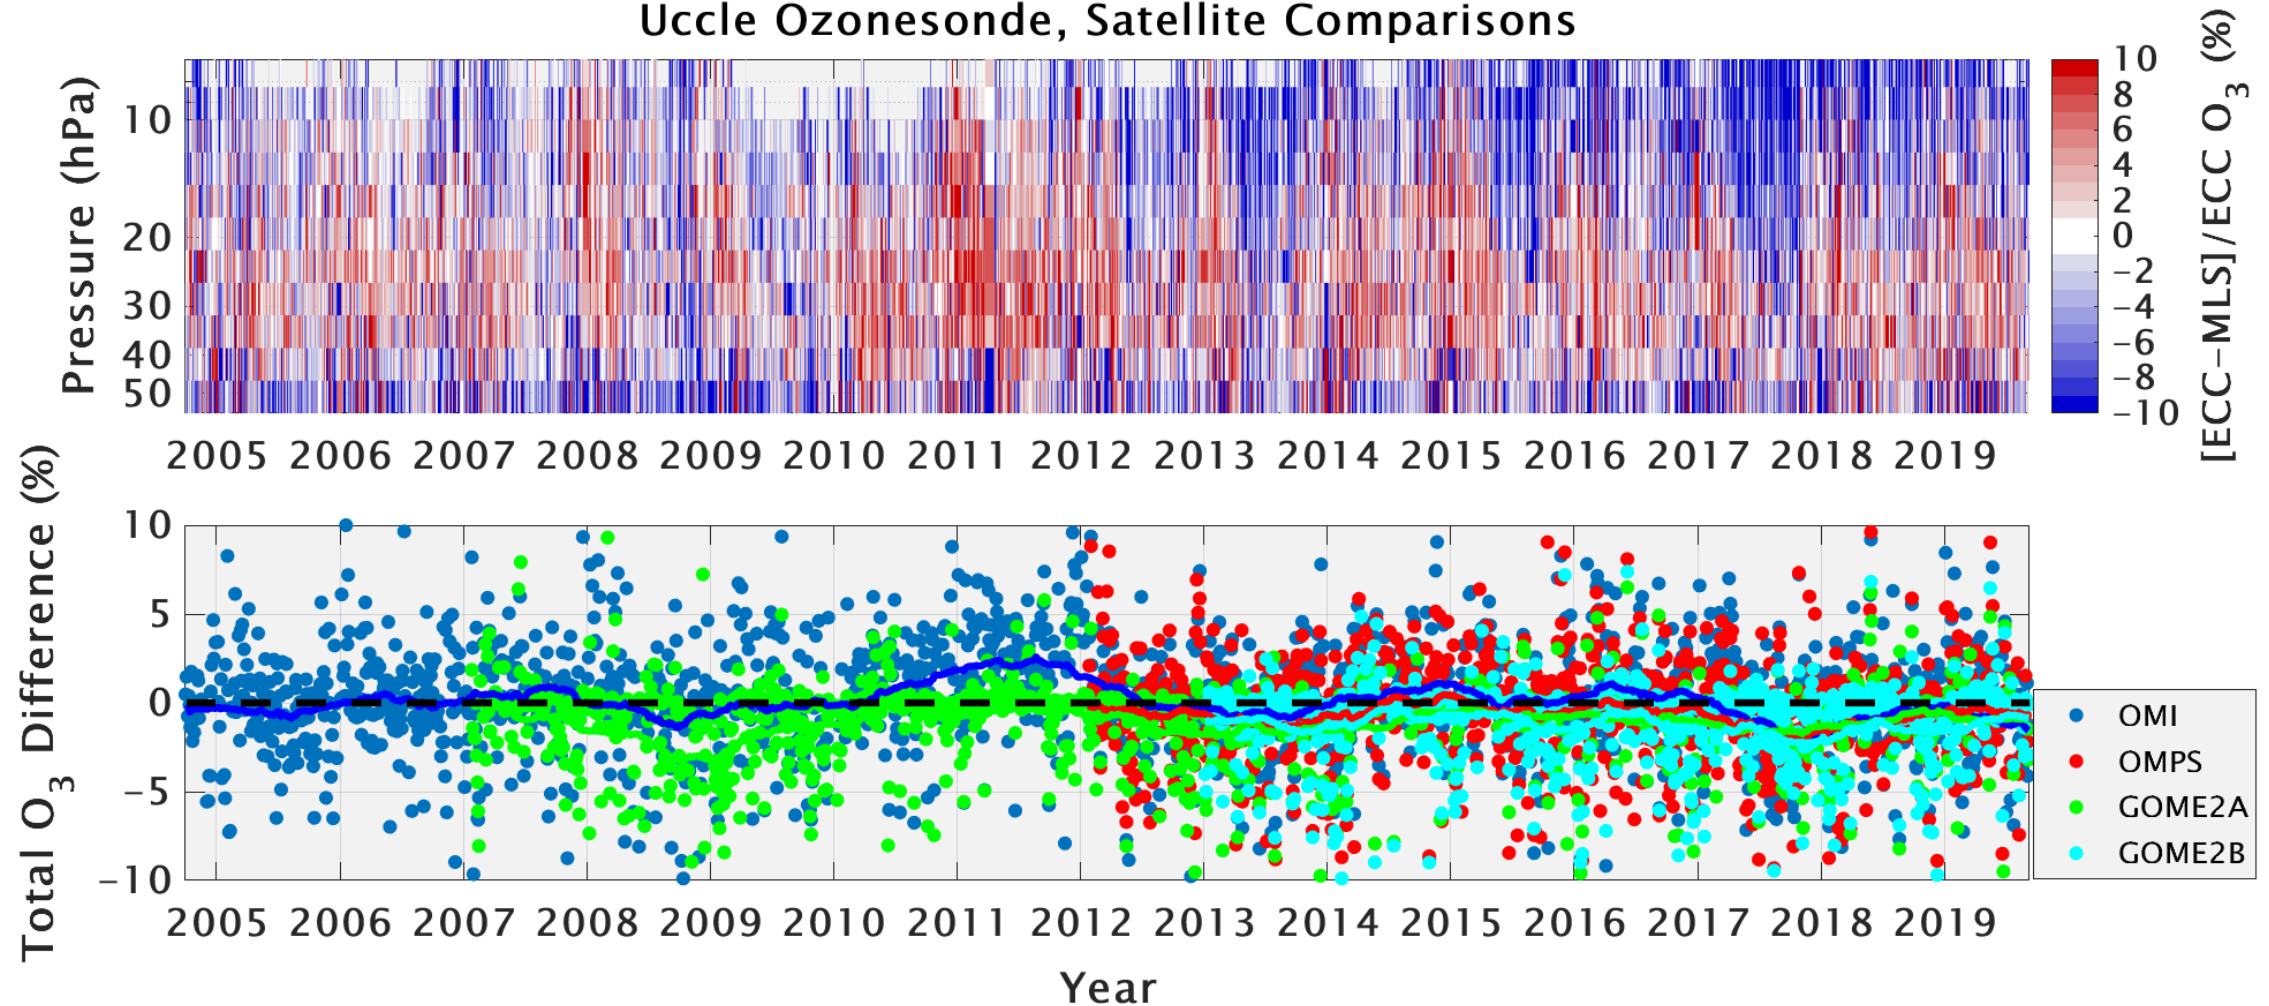 Uccle Ozonesonde, Satellite Comparisons
Pressure (hPa)
10
20
30
40
50
2005 2006 2007 2008 2009 2010 2011 2012 2013 2014 2015 2016 2017 2018 2019
10
8
6
4
2
0
−2
−4
−6
−8
−10
[ECC−MLS]/ECC O3 (%)
Total O3 Difference (%)
10
5
0
−5
−10
2005 2006 2007 2008 2009 2010 2011 2012 2013 2014 2015 2016 2017 2018 2019
Year
OMI
OMPS
GOME2A
GOME2B